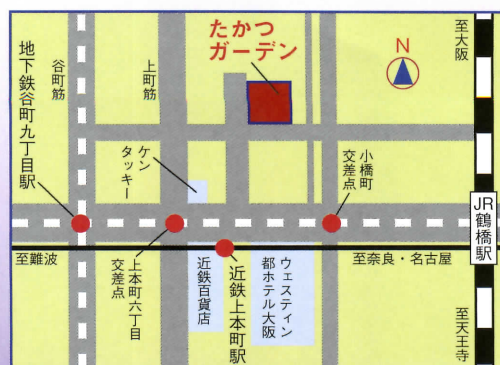 たかつ
ガーデン
N
至大阪
地下鉄谷町九丁目駅
谷町筋
上町筋
ケン
タッキー
小橋町
交差点
JR
鶴橋駅
至難波
上本町六丁目
交差点
近鉄百貨店
近鉄上本町駅
ウェスティン
都ホテル大阪
至奈良・名古屋
至天王寺